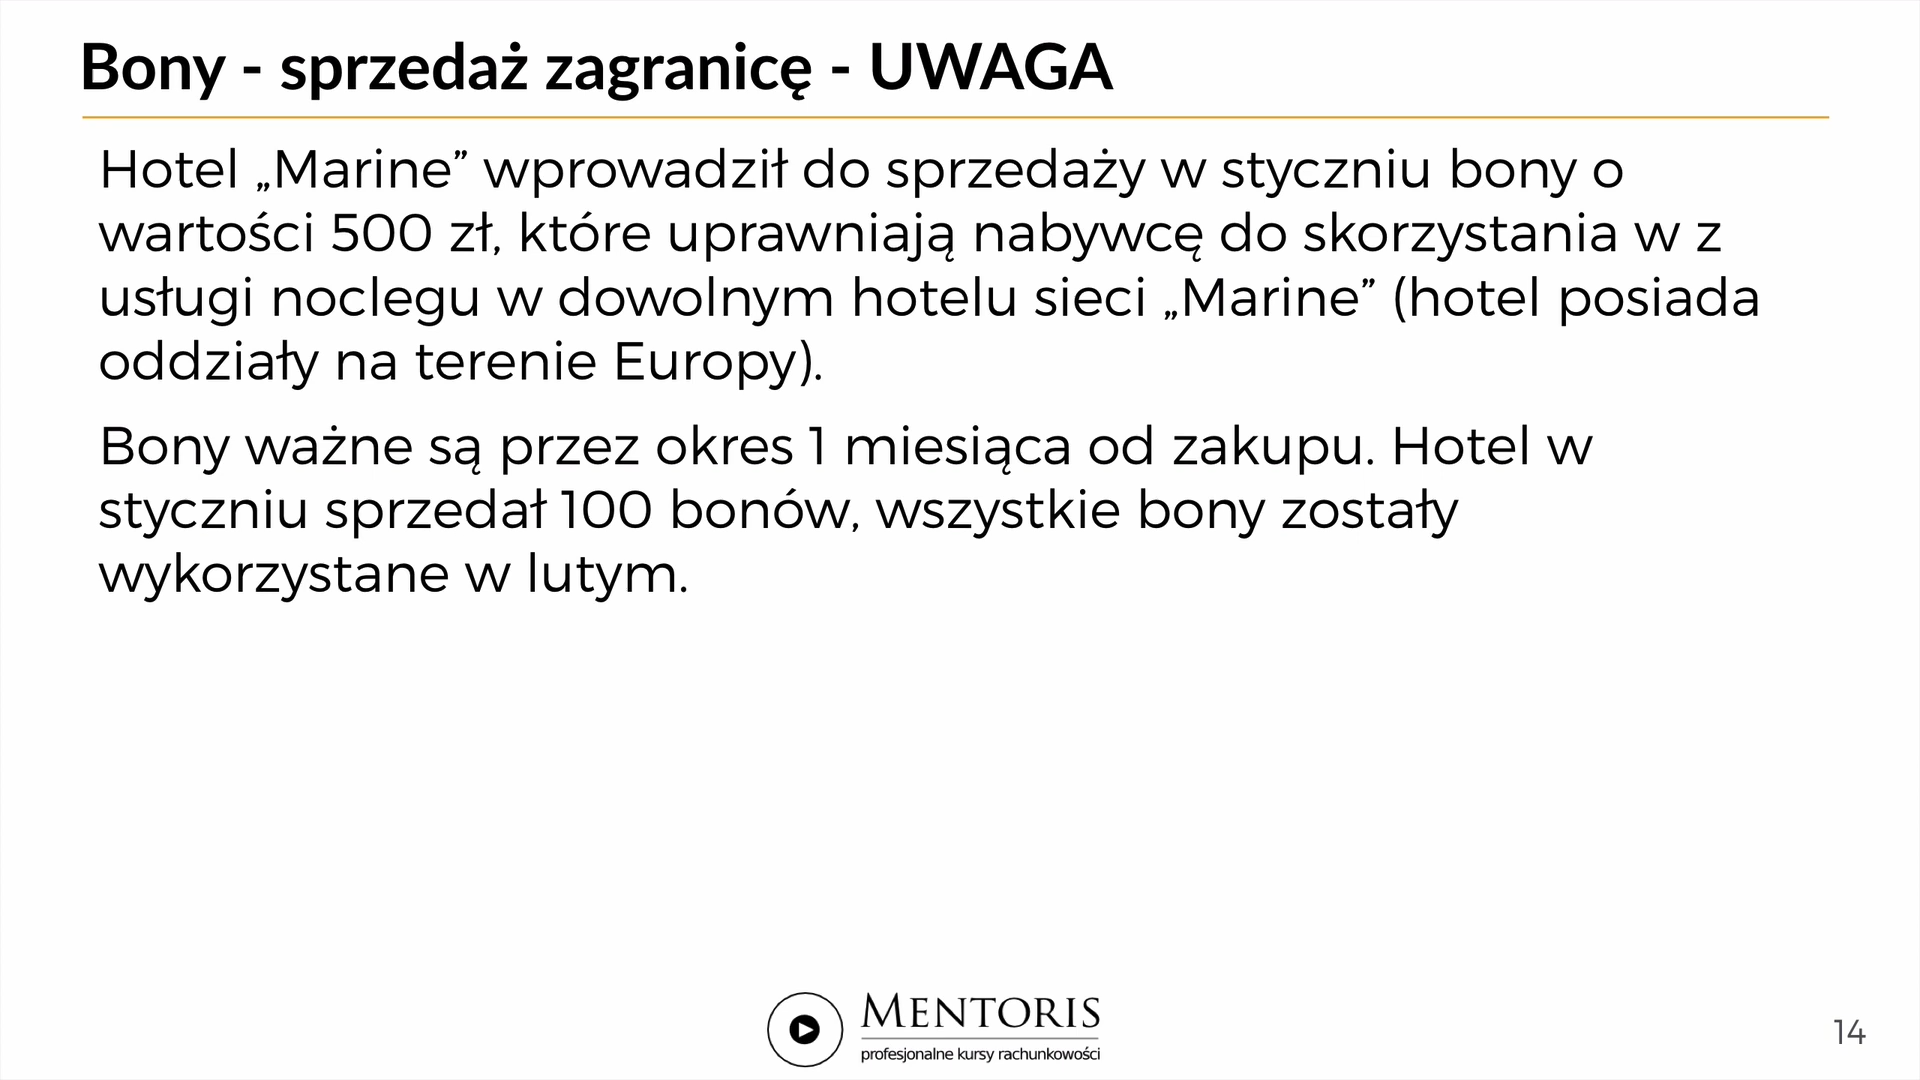 Bony - sprzedaż zagranicę - UWAGA
Hotel „Marine” wprowadził do sprzedaży w styczniu bony o
wartości 500 zł, które uprawniają nabywcę do skorzystania w z
usługi noclegu w dowolnym hotelu sieci „Marine” (hotel posiada
oddziały na terenie Europy).
Bony ważne są przez okres 1 miesiąca od zakupu. Hotel w
styczniu sprzedał 100 bonów, wszystkie bony zostały
wykorzystane w lutym.
MENTORIS
profesjonalne kursy rachunkowości
14